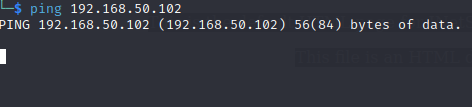 └─$ ping 192.168.50.102
PING 192.168.50.102 (192.168.50.102) 56(84) bytes of data.